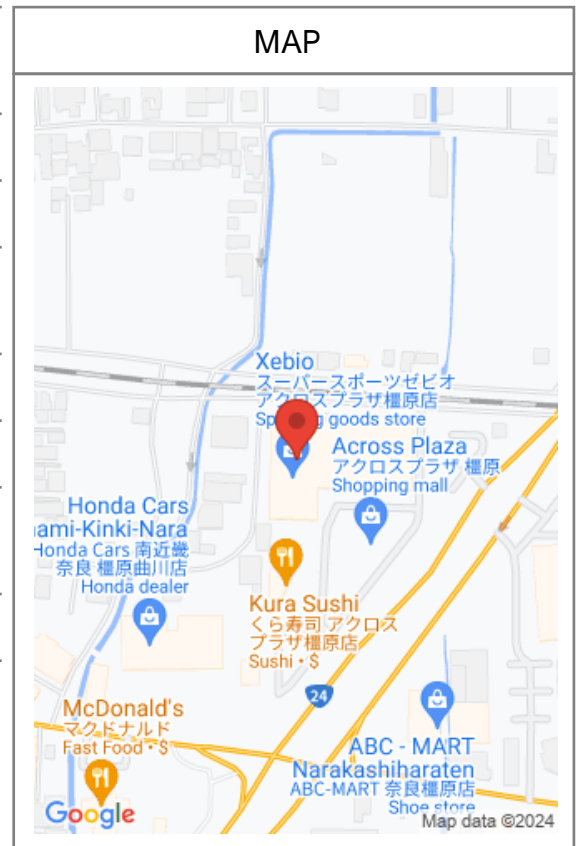 MAP
Xebio
スーパースポーツゼビオ
アクロスプラザ橿原店
goods store
Across Plaza
アクロスプラザ 橿原
Shopping mall
Honda Cars
ami-Kinki-Nara
Honda Cars 南近畿
奈良 橿原曲川店
Honda dealer
Kura Sushi
くら寿司 アクロス
プラザ橿原店
Sushi • $
24
McDonald's
マクドナルド
Fast Food • $
ABC - MART
Narakashiharaten
ABC-MART 奈良橿原店
Shoe store
Google
Map data ©2024